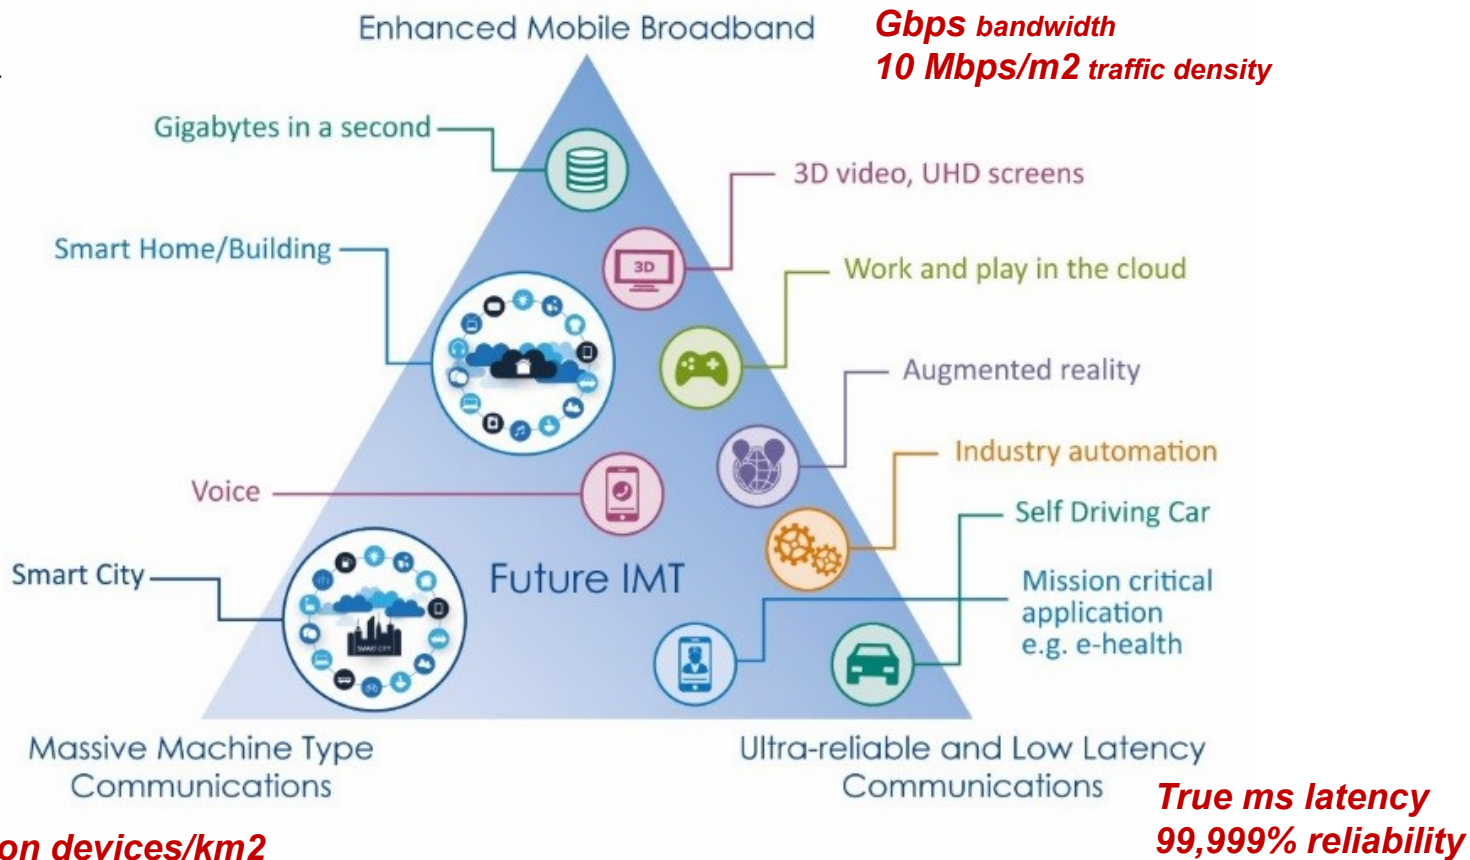 Enhanced Mobile Broadband
Gbps bandwidth
10 Mbps/m2 traffic density
Gigabytes in a second
3D video, UHD screens
3D
Smart Home/Building
Work and play in the cloud
Augmented reality
Industry automation
Voice
Self Driving Car
Future IMT
Smart City
Mission critical
application
e.g. e-health
SMART CITY
Massive Machine Type
Communications
Ultra-reliable and Low Latency
Communications
True ms latency
99,999% reliability
devices/km2